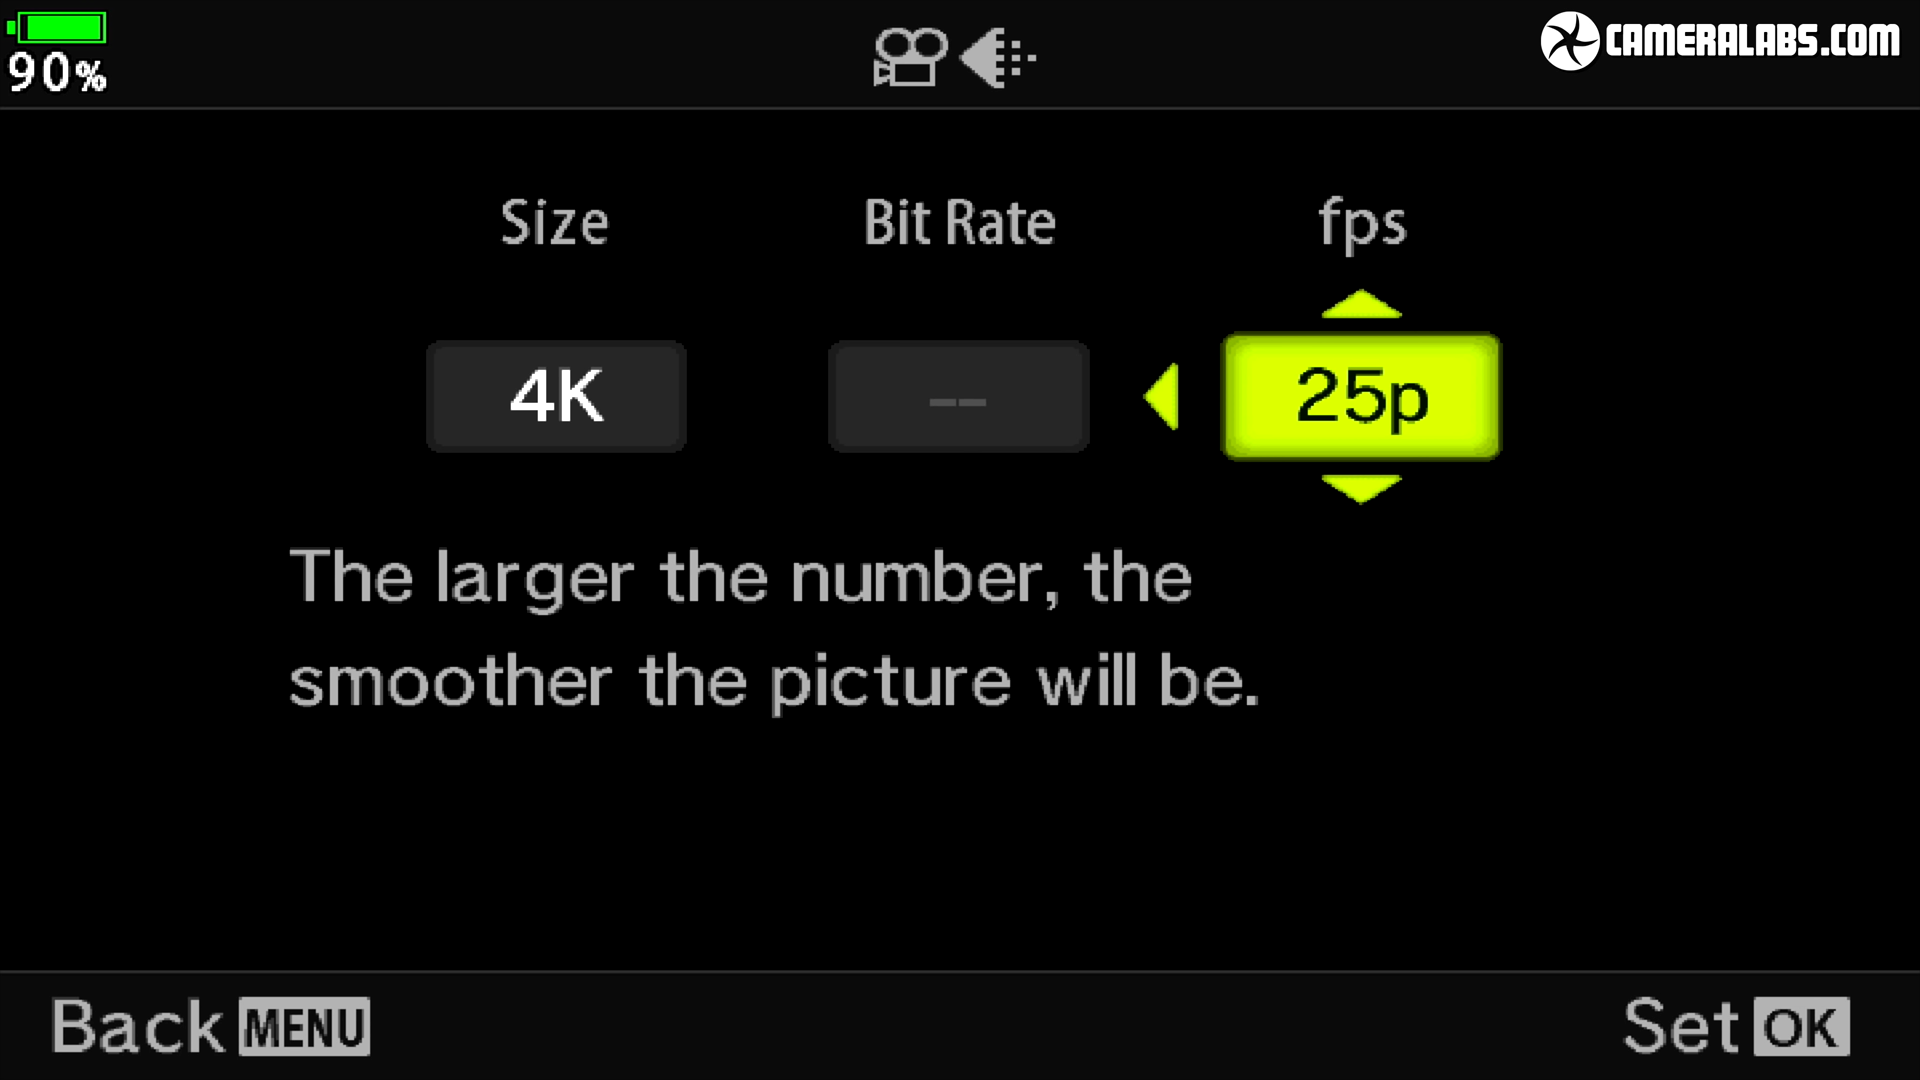 90%
CAMERALABS.COM
Size Bit Rate fps
4K -- 25p
The larger the number, the
smoother the picture will be.
Back MENU Set OK